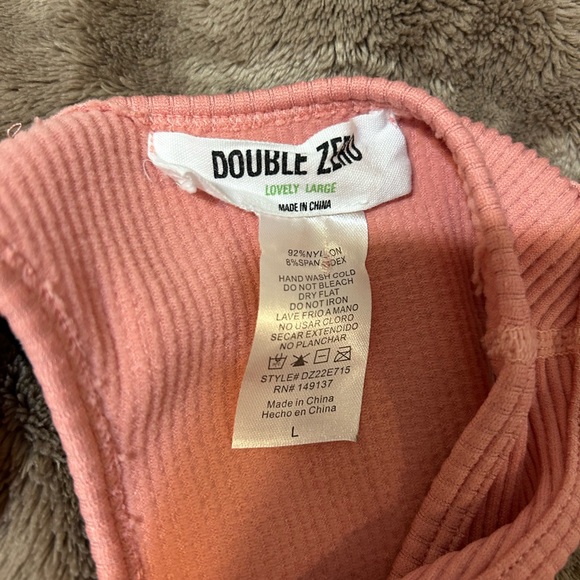 DOUBLE ZERO
LOVELY LARGE
MADE IN CHINA
92%NYLON
8%SPANDEX
HAND WASH COLD
DO NOT BLEACH
DRY FLAT
DO NOT IRON
LAVE FRIO A MANO
NO USAR CLORO
SECAR EXTENDIDO
NO PLANCHAR
STYLE# DZ22E715
RN# 149137
Made in China
Hecho en China
L